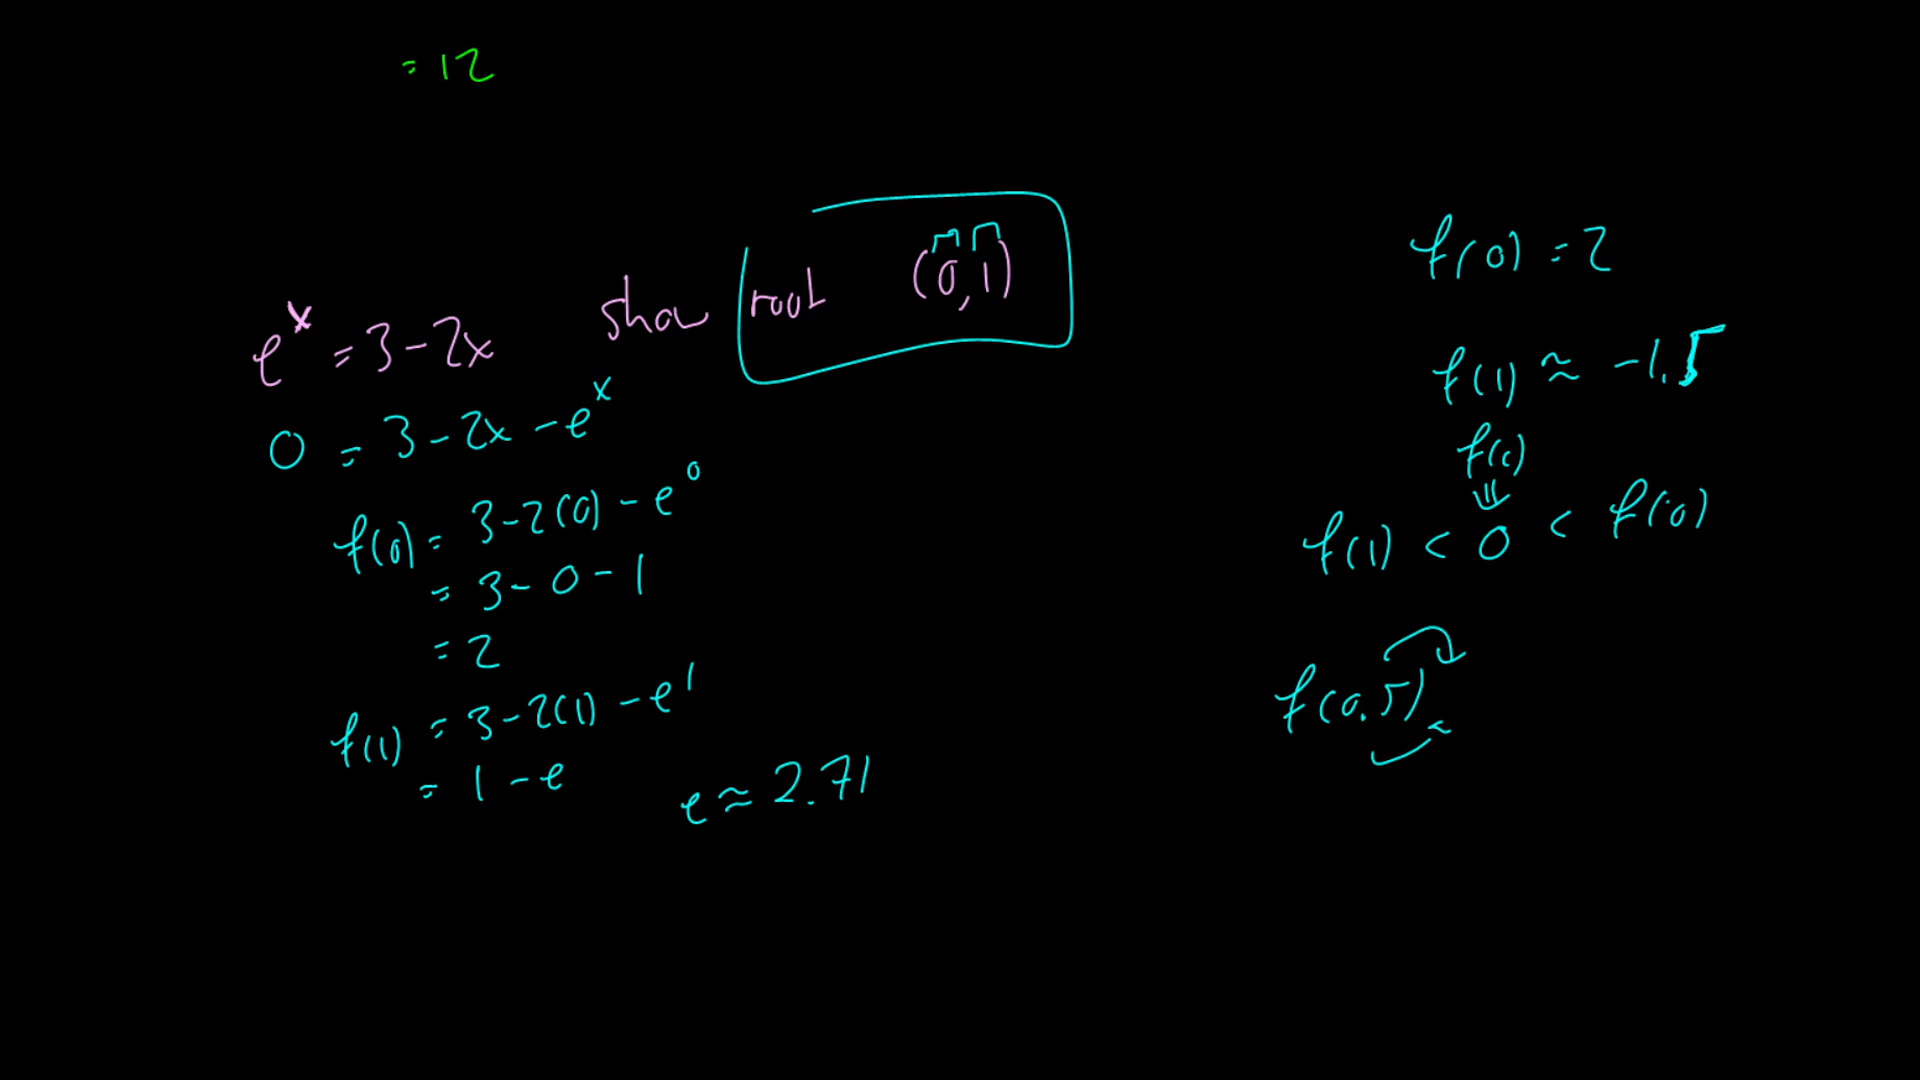 = 12
e^x = 3 - 2x show root (0, 1)
0 = 3 - 2x - e^x
f(0) = 3 - 2(0) - e^0
= 3 - 0 - 1
= 2
f(1) = 3 - 2(1) - e^1
= 1 - e
e ≈ 2.71
f(0) = 2
f(1) ≈ -1.5
f(c)
f(1) < 0 < f(0)
f(0.5)